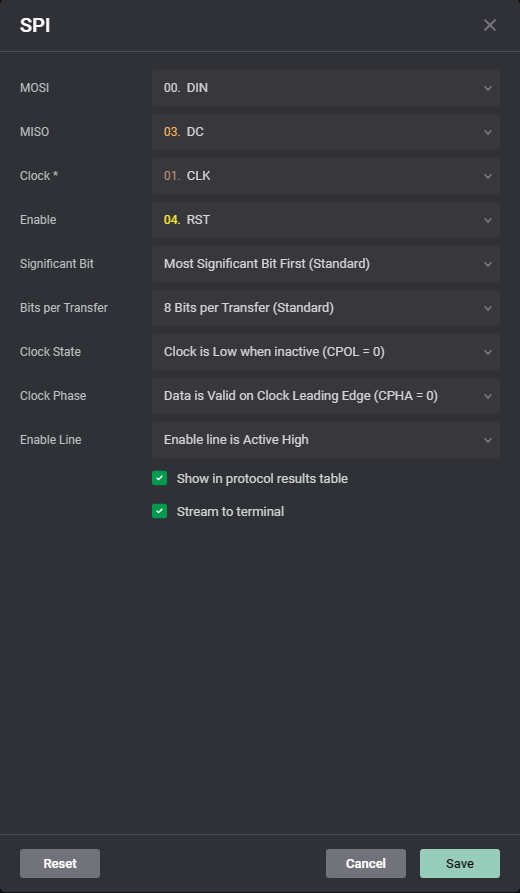 SPI
MOSI 00. DIN
MISO 03. DC
Clock * 01. CLK
Enable 04. RST
Significant Bit Most Significant Bit First (Standard)
Bits per Transfer 8 Bits per Transfer (Standard)
Clock State Clock is Low when inactive (CPOL = 0)
Clock Phase Data is Valid on Clock Leading Edge (CPHA = 0)
Enable Line Enable line is Active High
Show in protocol results table
Stream to terminal
Reset Cancel Save